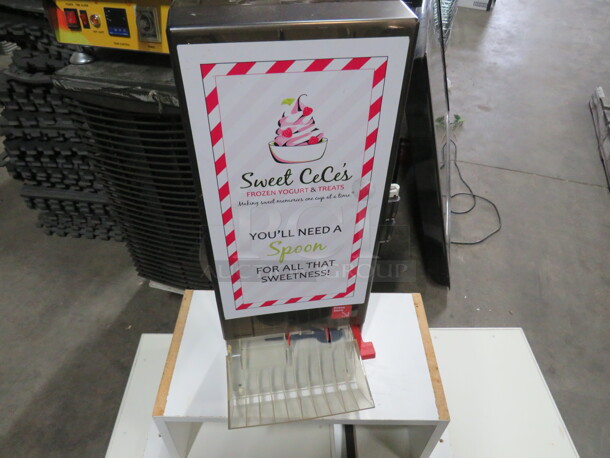 Sweet CeCe's
FROZEN YOGURT & TREATS
Making sweet memories one cup at a time
YOU'LL NEED A
Spoon
FOR ALL THAT
SWEETNESS!
GROUP